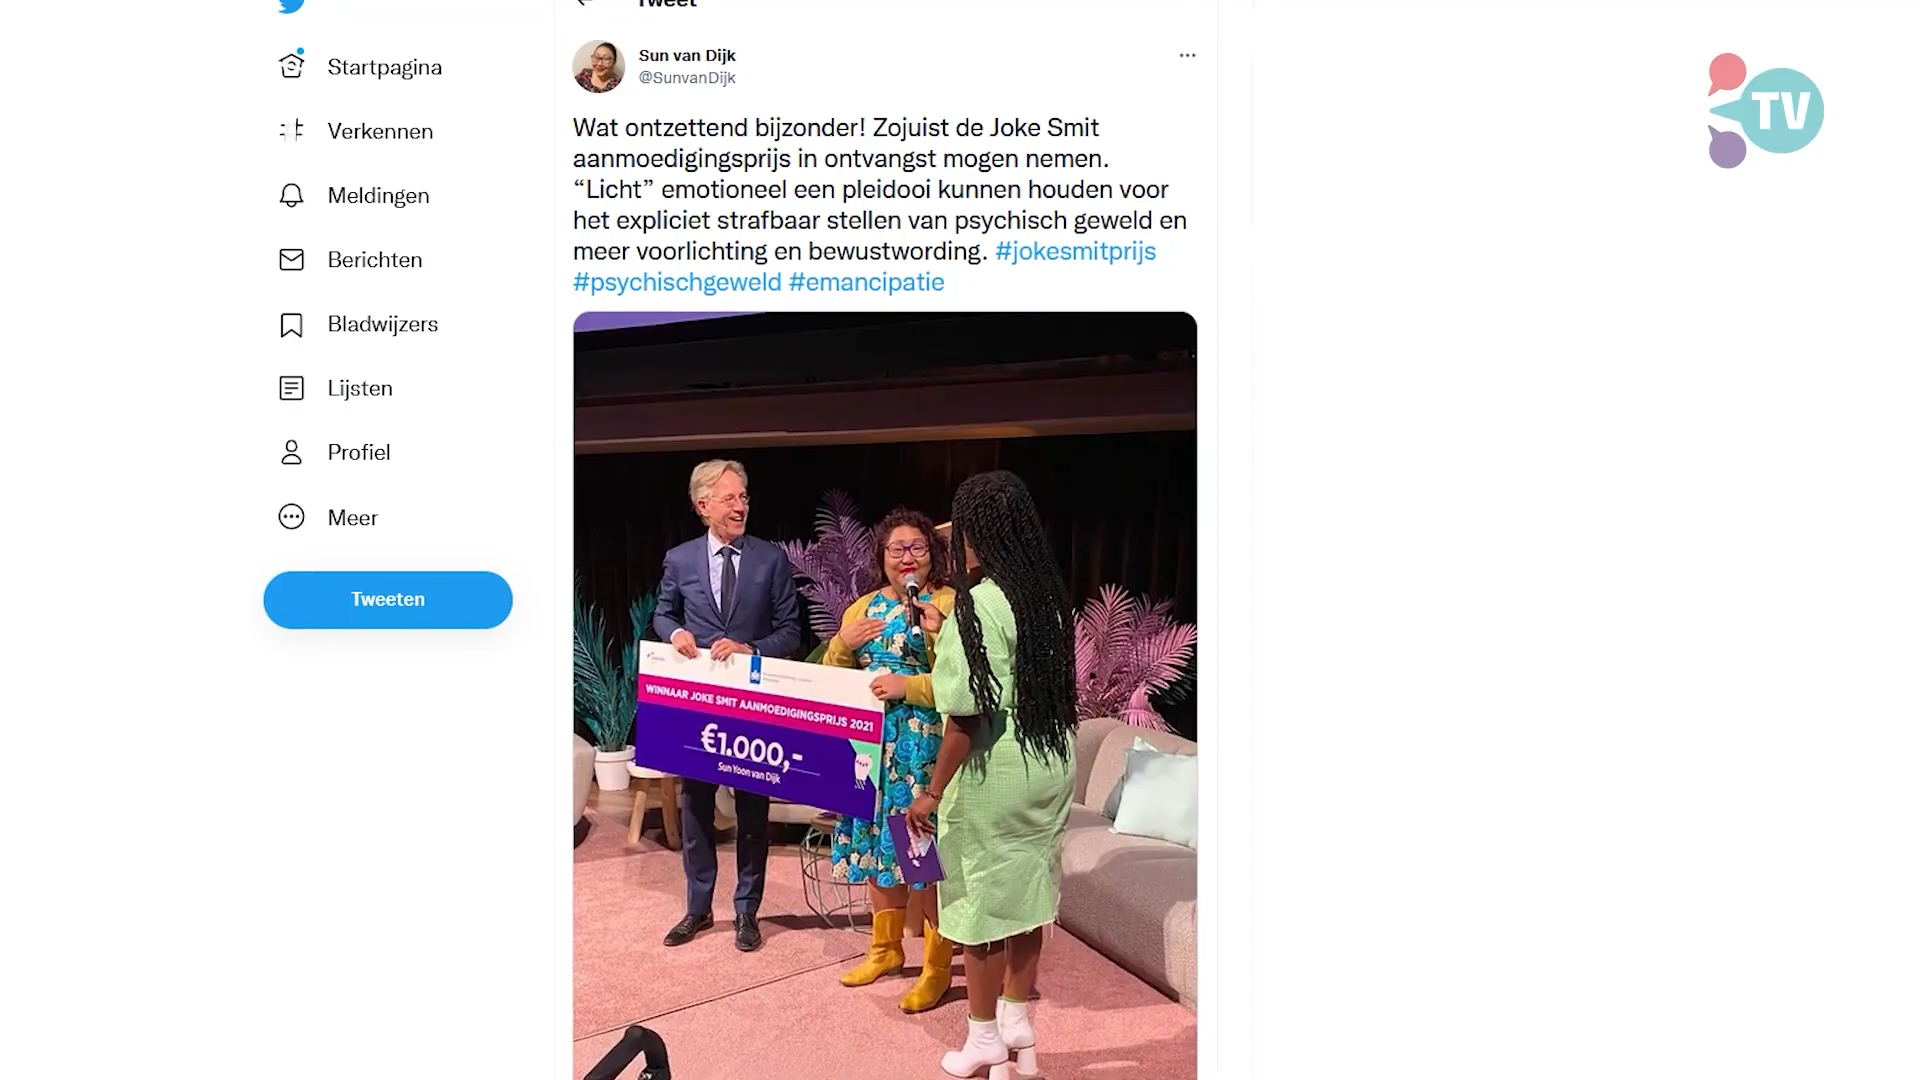 Tweet
Startpagina
Verkennen
Meldingen
Berichten
Bladwijzers
Lijsten
Profiel
Meer
Tweeten
Sun van Dijk
@SunvanDijk
Wat ontzettend bijzonder! Zojuist de Joke Smit
aanmoedigingsprijs in ontvangst mogen nemen.
“Licht” emotioneel een pleidooi kunnen houden voor
het expliciet strafbaar stellen van psychisch geweld en
meer voorlichting en bewustwording. #jokesmitprijs
#psychischgeweld #emancipatie
WINNAAR JOKE SMIT AANMOEDIGINGSPRIJS 2021
€1.000,-
Sun Yoon van Dijk
TV